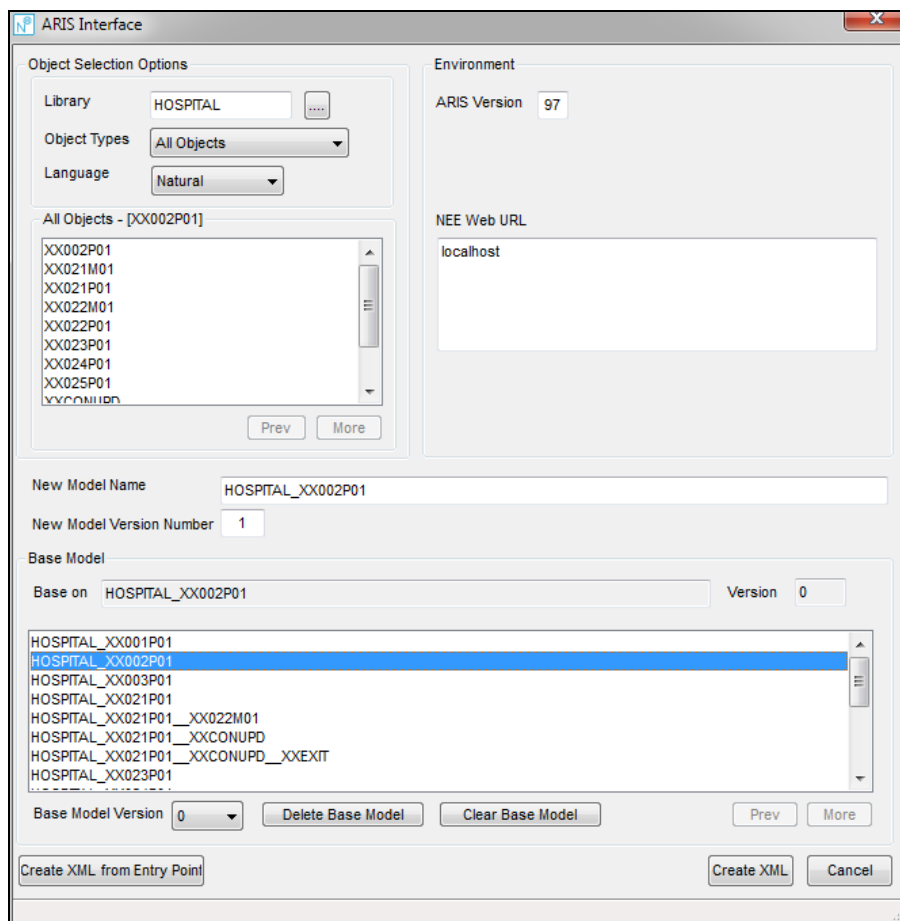 ARIS Interface
Object Selection Options
Library HOSPITAL ....
Object Types All Objects
Language Natural
All Objects - [XX002P01]
XX002P01
XX021M01
XX021P01
XX022M01
XX022P01
XX023P01
XX024P01
XX025P01
XXCONUPD
Prev More
Environment
ARIS Version 97
NEE Web URL
localhost
New Model Name HOSPITAL_XX002P01
New Model Version Number 1
Base Model
Base on HOSPITAL_XX002P01 Version 0
HOSPITAL_XX001P01
HOSPITAL_XX002P01
HOSPITAL_XX003P01
HOSPITAL_XX021P01
HOSPITAL_XX021P01__XX022M01
HOSPITAL_XX021P01__XXCONUPD
HOSPITAL_XX021P01__XXCONUPD__XXEXIT
HOSPITAL_XX023P01
Base Model Version 0 Delete Base Model Clear Base Model Prev More
Create XML from Entry Point Create XML Cancel